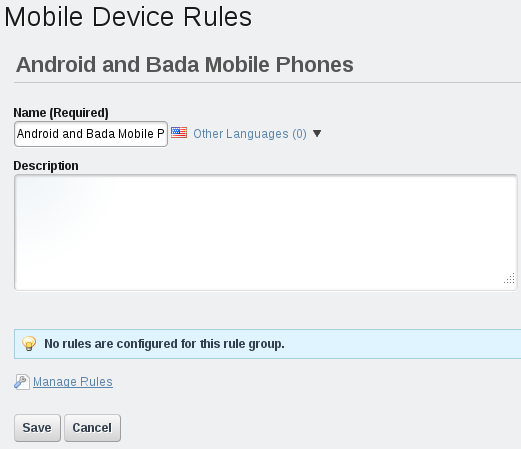 Mobile Device Rules
Android and Bada Mobile Phones
Name (Required)
Android and Bada Mobile P
Other Languages (0)
Description
No rules are configured for this rule group.
Manage Rules
Save Cancel